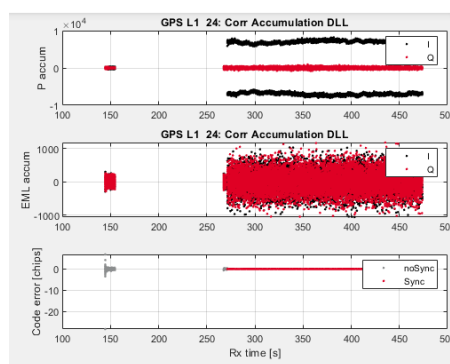 GPS L1 24: Corr Accumulation DLL
×10⁴
P accum
1
0
-1
I
Q
100 150 200 250 300 350 400 450 500
GPS L1 24: Corr Accumulation DLL
EML accum
1000
0
-1000
I
Q
100 150 200 250 300 350 400 450 500
Code error [chips]
5
0
-5
noSync
Sync
100 150 200 250 300 350 400 450 500
Rx time [s]